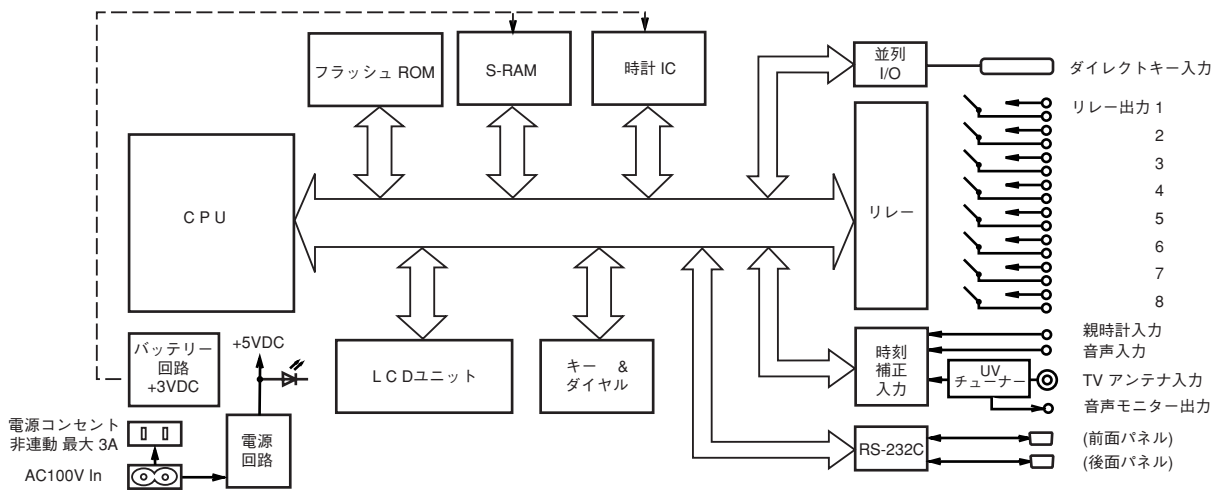 フラッシュ ROM
S-RAM
時計 IC
並列
I/O
ダイレクトキー入力
リレー出力 1
2
3
4
5
6
7
8
C P U
リレー
バッテリー
回路
+3VDC
+5VDC
L C Dユニット
キー &
ダイヤル
時刻
補正
入力
親時計入力
音声入力
UV
チューナー
TV アンテナ入力
音声モニター出力
電源コンセント
非連動 最大 3A
電源
回路
AC100V In
RS-232C
(前面パネル)
(後面パネル)